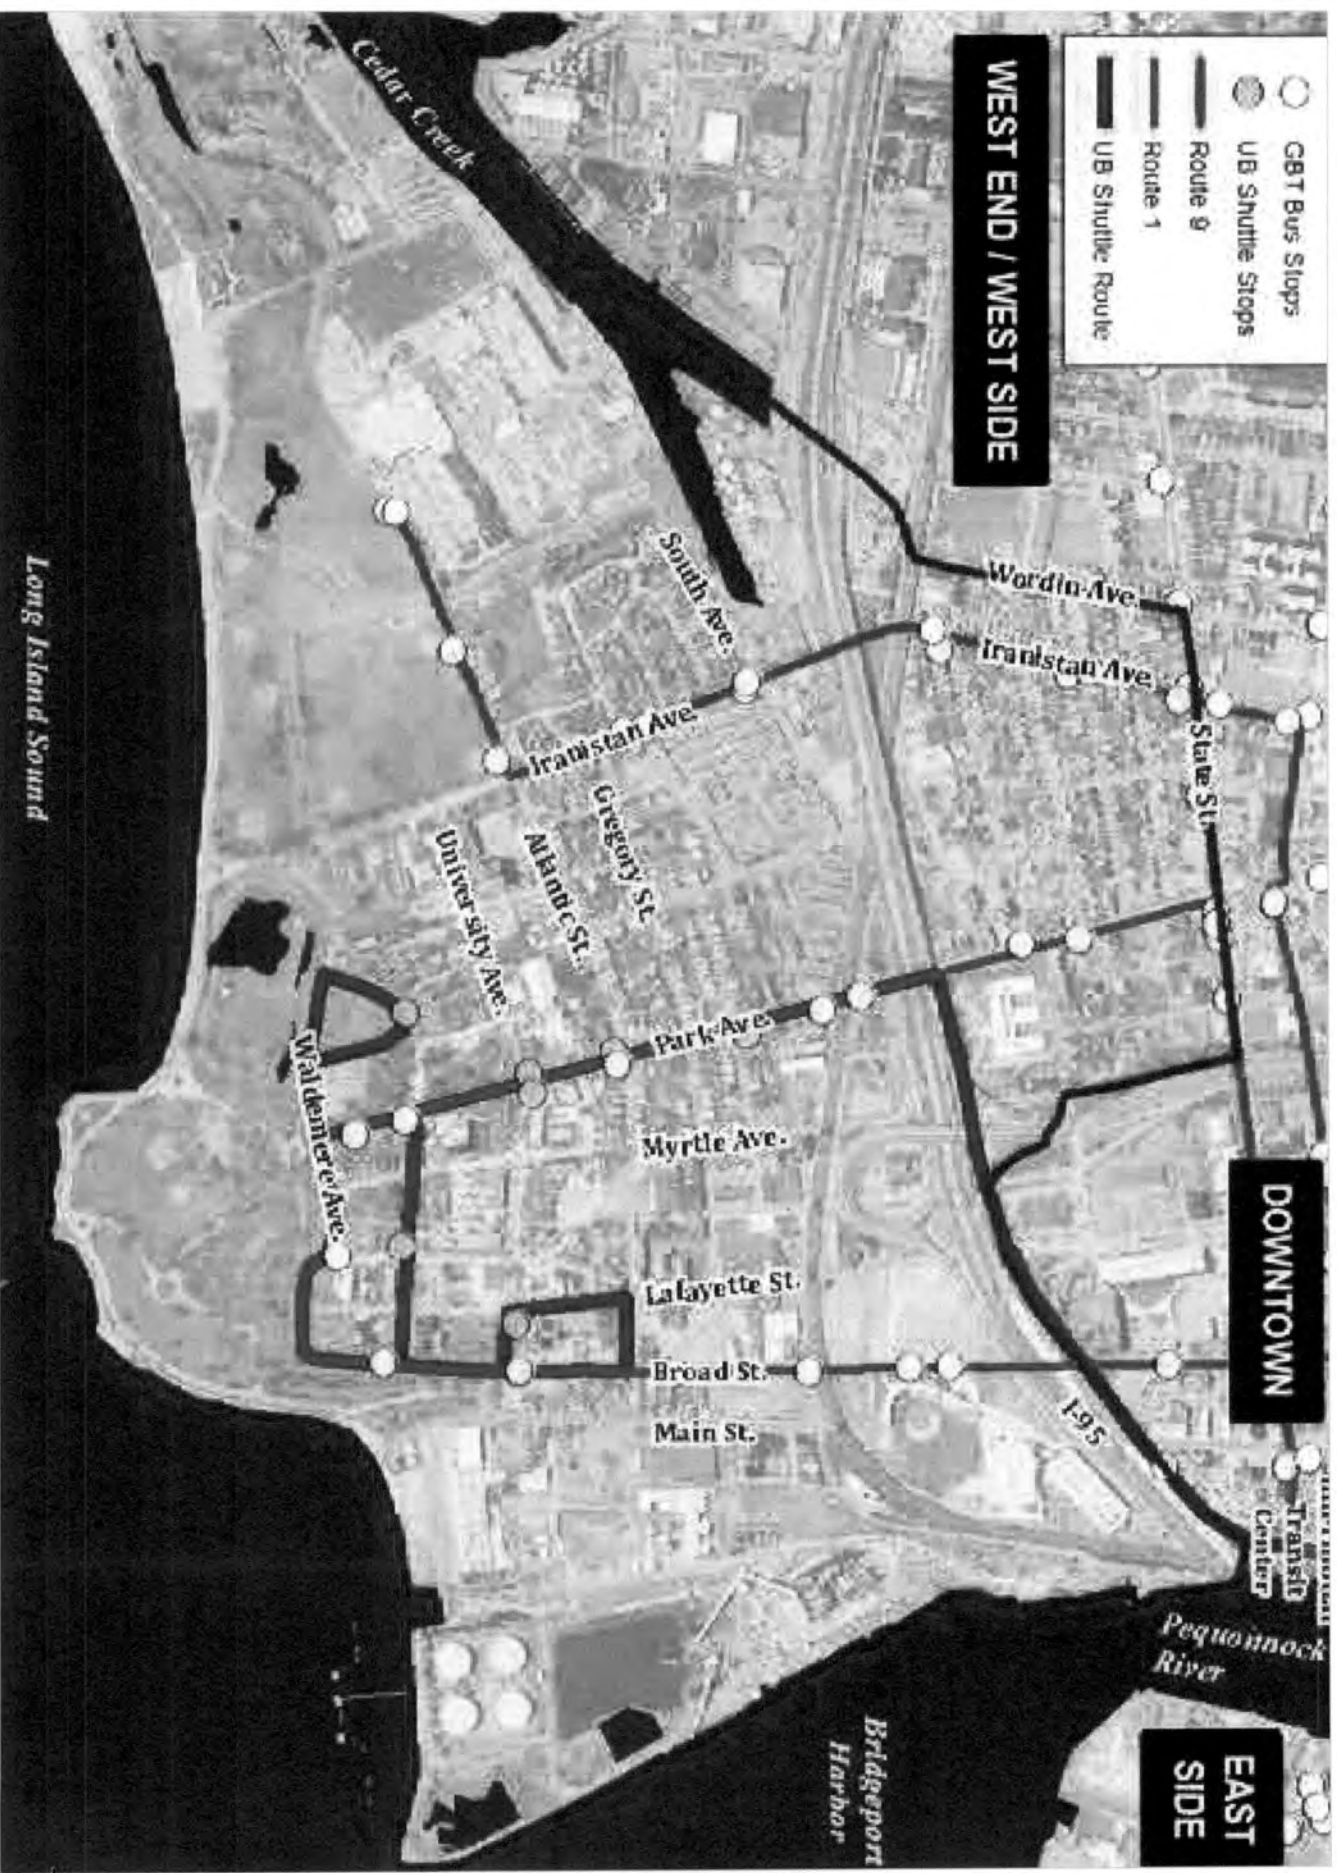 GBT Bus Stops
UB Shuttle Stops
Route 9
Route 1
UB Shuttle Route
WEST END / WEST SIDE
DOWNTOWN
EAST
SIDE
Cedar Creek
Wordin Ave.
Iranistan Ave.
State St.
South Ave.
Iranistan Ave.
Gregory St.
Atlantic St.
University Ave.
Park Ave.
Waldemere Ave.
Myrtle Ave.
Lafayette St.
Broad St.
Main St.
I-95
Transit
Center
Pequonnock
River
Bridgeport
Harbor
Long Island Sound